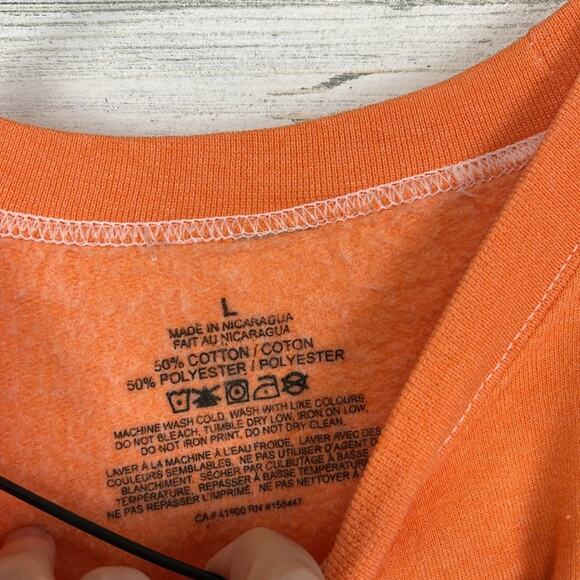 L
MADE IN NICARAGUA
FAIT AU NICARAGUA
50% COTTON / COTON
50% POLYESTER / POLYESTER
MACHINE WASH COLD, WASH WITH LIKE COLOURS,
DO NOT BLEACH, TUMBLE DRY LOW, IRON ON LOW,
DO NOT IRON PRINT, DO NOT DRY CLEAN.
LAVER À LA MACHINE À L'EAU FROIDE, LAVER AVEC DES
COULEURS SEMBLABLES. NE PAS UTILISER D'AGENT DE
BLANCHIMENT. SÉCHER PAR CULBUTAGE À BASSE
TEMPÉRATURE, REPASSER À BASSE TEMPÉRATURE,
NE PAS REPASSER L'IMPRIMÉ, NE PAS NETTOYER À
CA# 41900 RN #158447